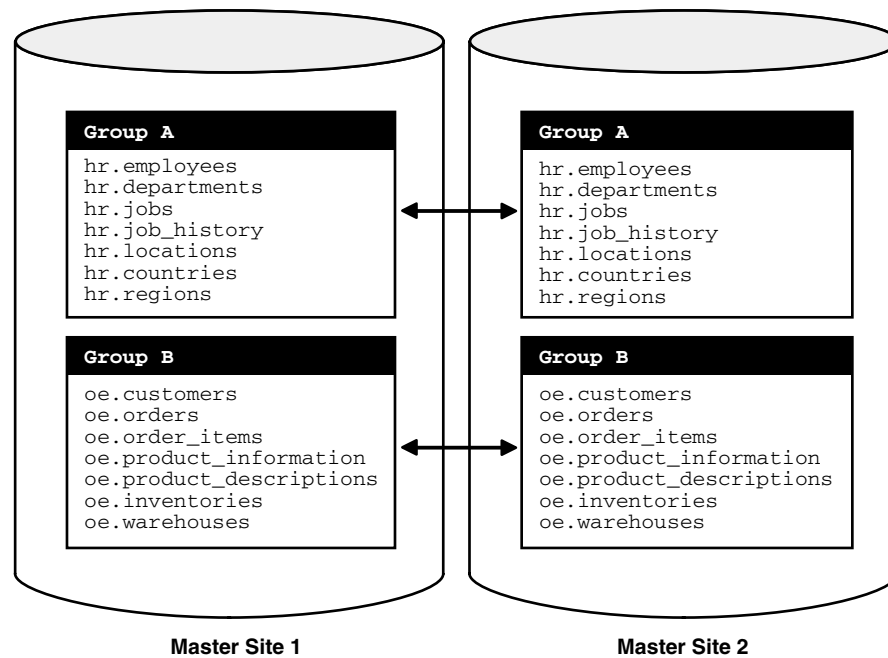 Group A
hr.employees
hr.departments
hr.jobs
hr.job_history
hr.locations
hr.countries
hr.regions
Group B
oe.customers
oe.orders
oe.order_items
oe.product_information
oe.product_descriptions
oe.inventories
oe.warehouses
Master Site 1
Group A
hr.employees
hr.departments
hr.jobs
hr.job_history
hr.locations
hr.countries
hr.regions
Group B
oe.customers
oe.orders
oe.order_items
oe.product_information
oe.product_descriptions
oe.inventories
oe.warehouses
Master Site 2